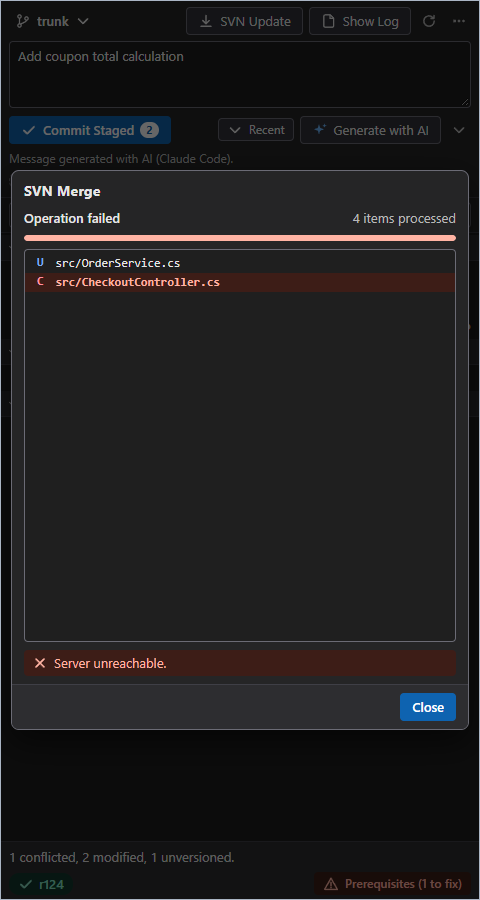 trunk
SVN Update
Show Log
Add coupon total calculation
Commit Staged 2
Recent
Generate with AI
Message generated with AI (Claude Code).
SVN Merge
Operation failed
4 items processed
U src/OrderService.cs
C src/CheckoutController.cs
Server unreachable.
Close
1 conflicted, 2 modified, 1 unversioned.
r124
Prerequisites (1 to fix)